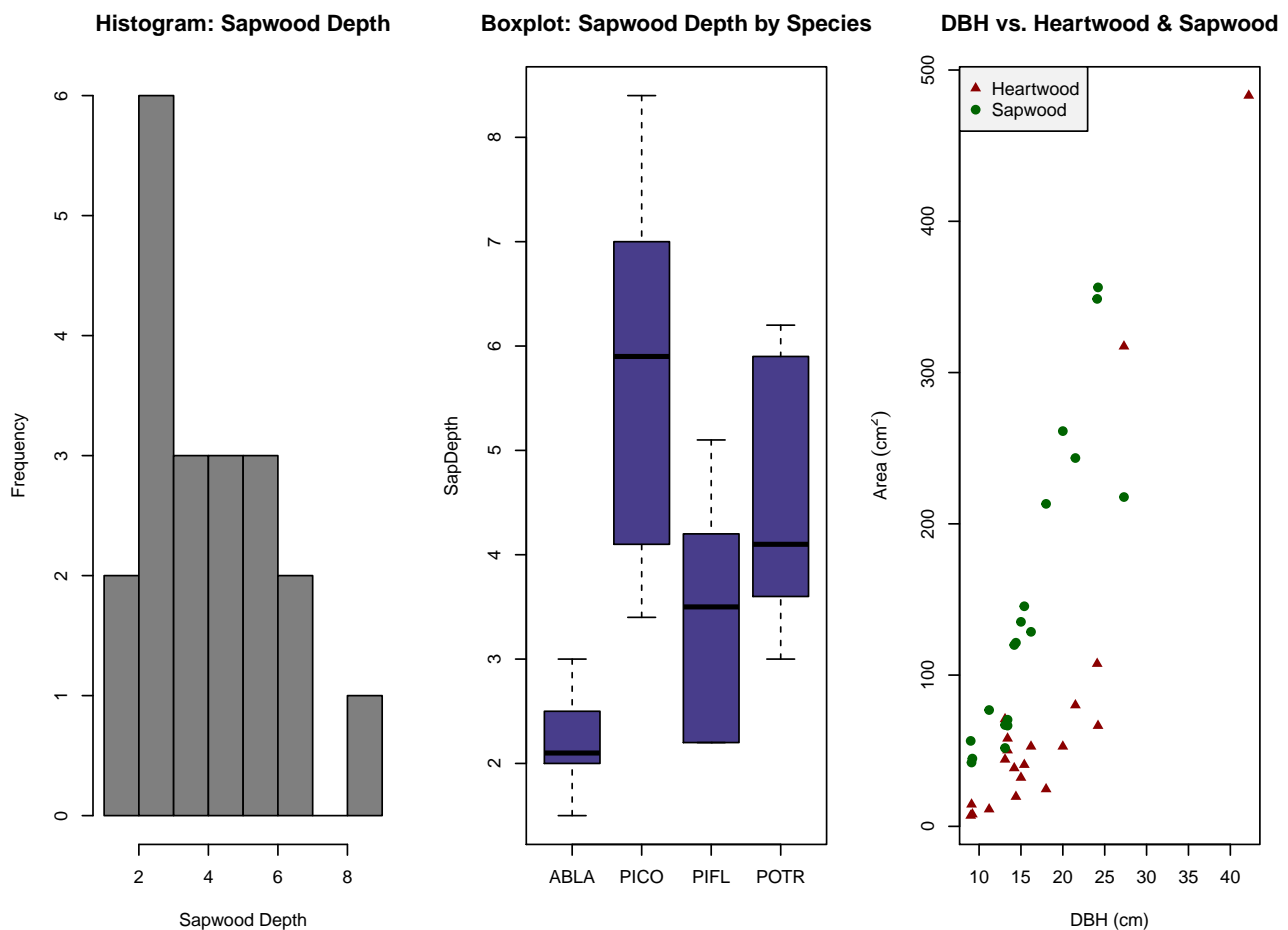 Histogram: Sapwood Depth
Frequency
0
1
2
3
4
5
6
2
4
6
8
Sapwood Depth
Boxplot: Sapwood Depth by Species
SapDepth
2
3
4
5
6
7
8
ABLA
PICO
PIFL
POTR
DBH vs. Heartwood & Sapwood
Heartwood
Sapwood
Area (cm²)
0
100
200
300
400
500
10
15
20
25
30
35
40
DBH (cm)